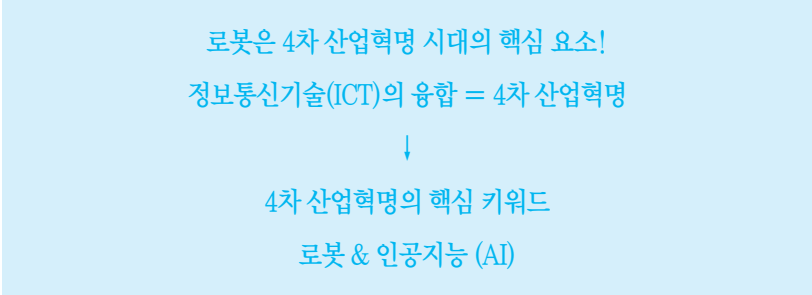 로봇은 4차 산업혁명 시대의 핵심 요소!
정보통신기술(ICT)의 융합 = 4차 산업혁명
↓
4차 산업혁명의 핵심 키워드
로봇 & 인공지능 (AI)